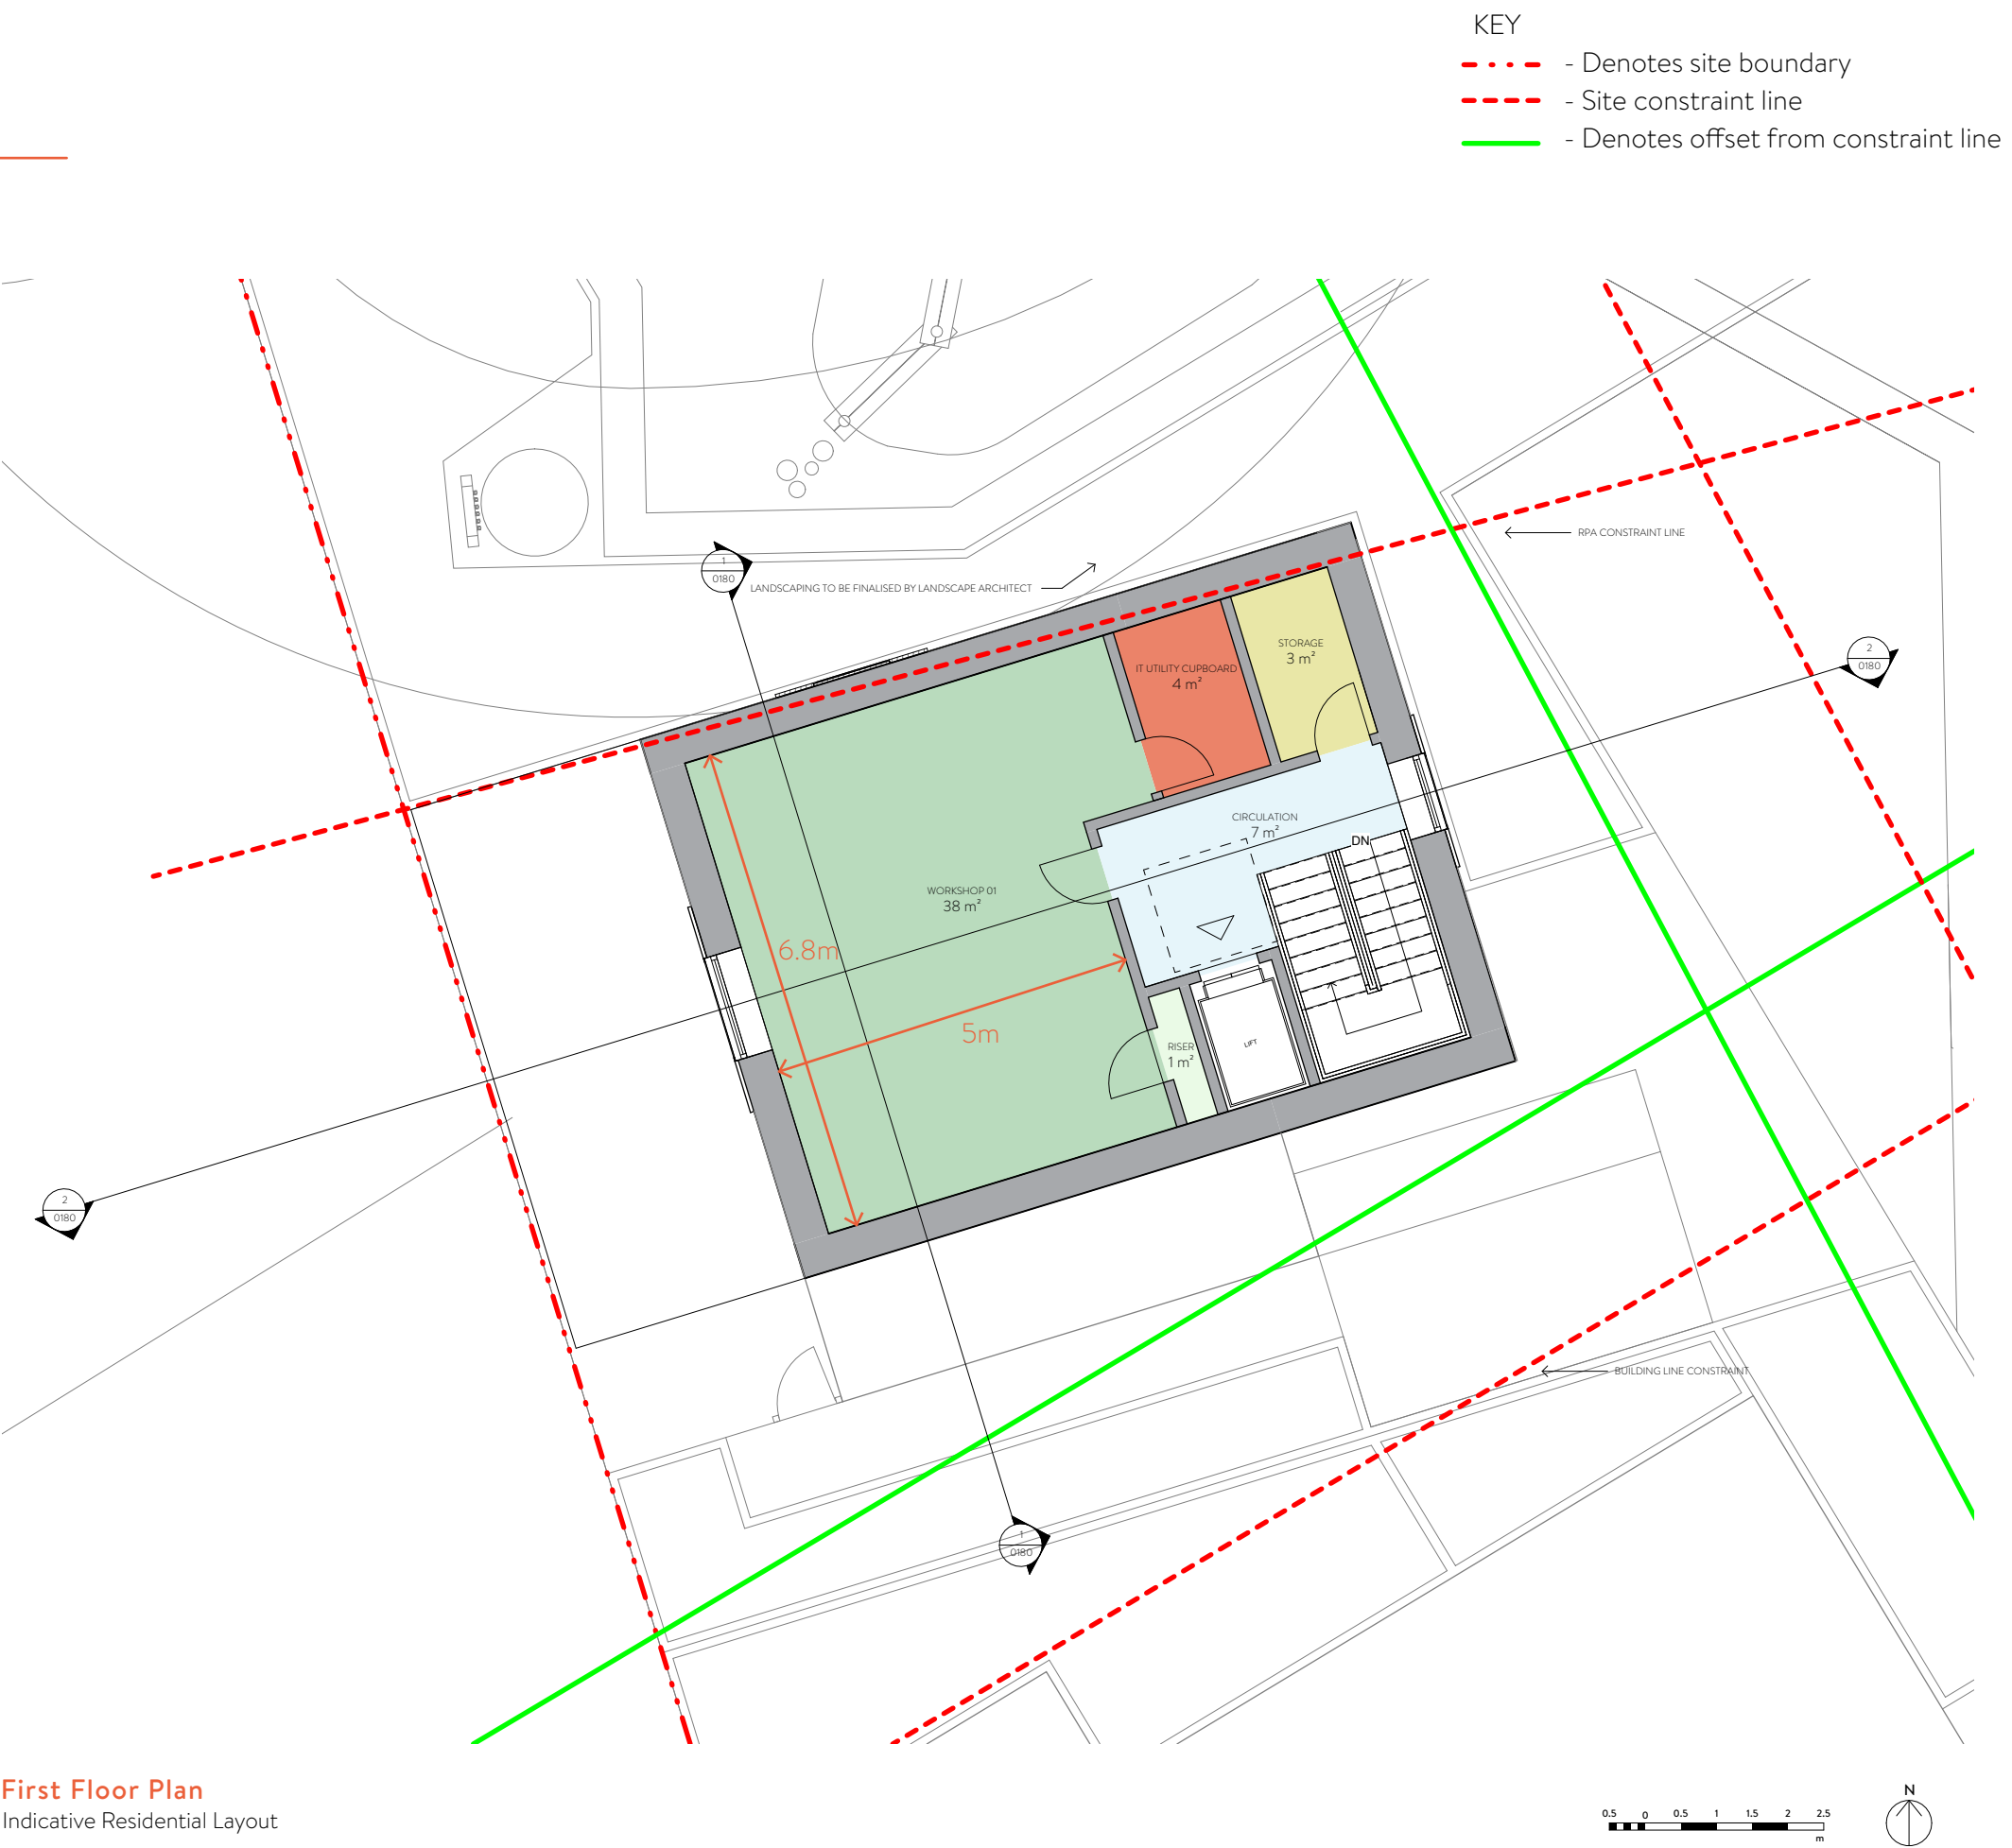 KEY
- Denotes site boundary
- Site constraint line
- Denotes offset from constraint line
RPA CONSTRAINT LINE
1
0180
LANDSCAPING TO BE FINALISED BY LANDSCAPE ARCHITECT
STORAGE
3 m²
IT UTILITY CUPBOARD
4 m²
2
0180
CIRCULATION
7 m²
DN
WORKSHOP 01
38 m²
6.8m
5m
RISER
1 m²
LIFT
2
0180
BUILDING LINE CONSTRAINT
1
0180
First Floor Plan
Indicative Residential Layout
0.5 0 0.5 1 1.5 2 2.5
m
N